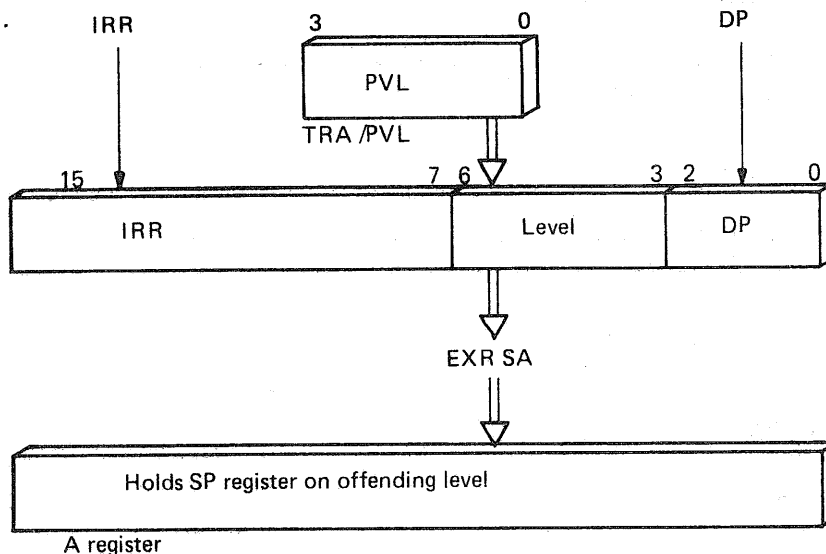 IRR
3 0
DP
PVL
TRA /PVL
15 7 6 3 2 0
IRR Level DP
EXR SA
Holds SP register on offending level
A register